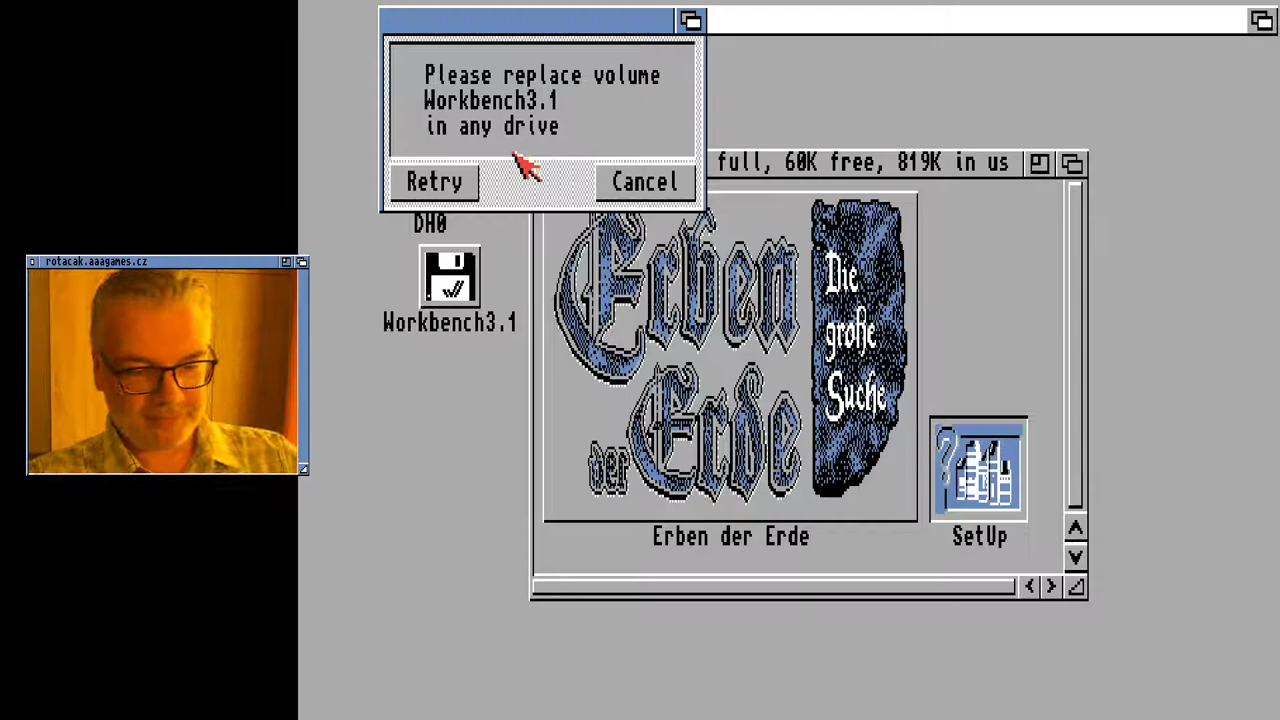 Please replace volume
Workbench3.1
in any drive
Retry
Cancel
full, 60K free, 819K in us
DH0
Workbench3.1
rotacak.aaagames.cz
Erben
der Erde
Die
große
Suche
Erben der Erde
SetUp